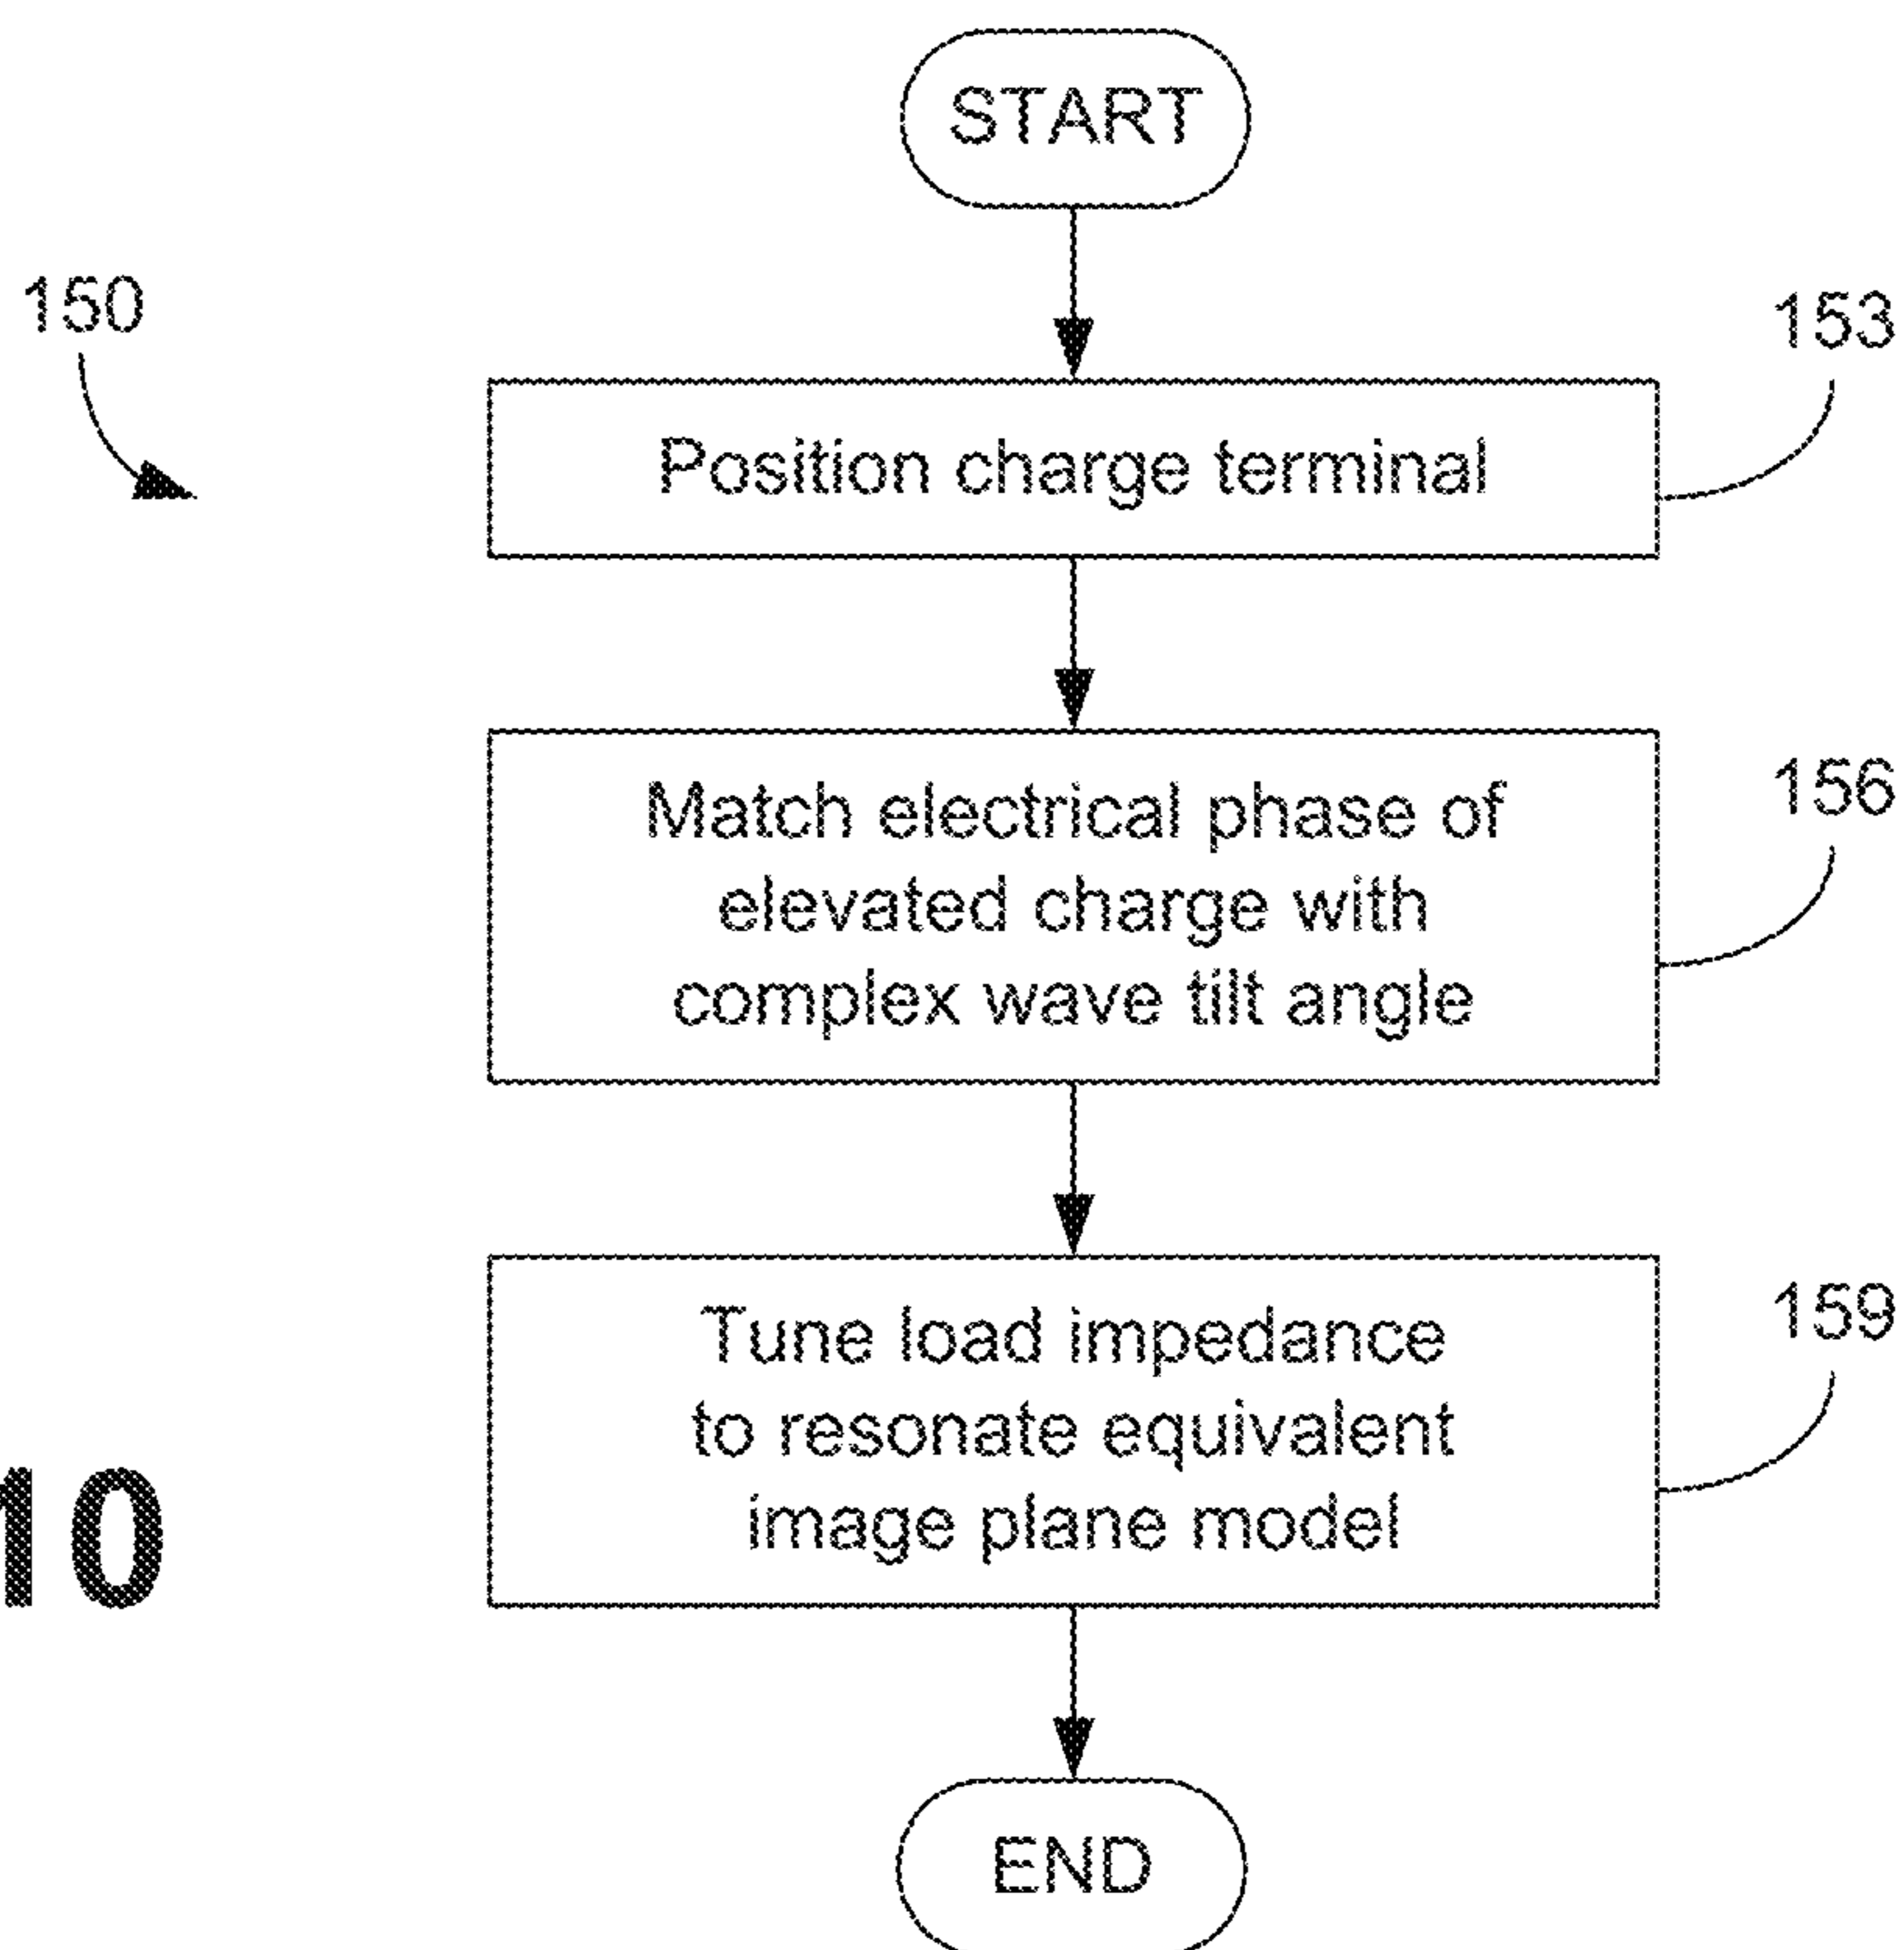 START
150
153
Position charge terminal
156
Match electrical phase of
elevated charge with
complex wave tilt angle
159
Tune load impedance
to resonate equivalent
image plane model
10
END